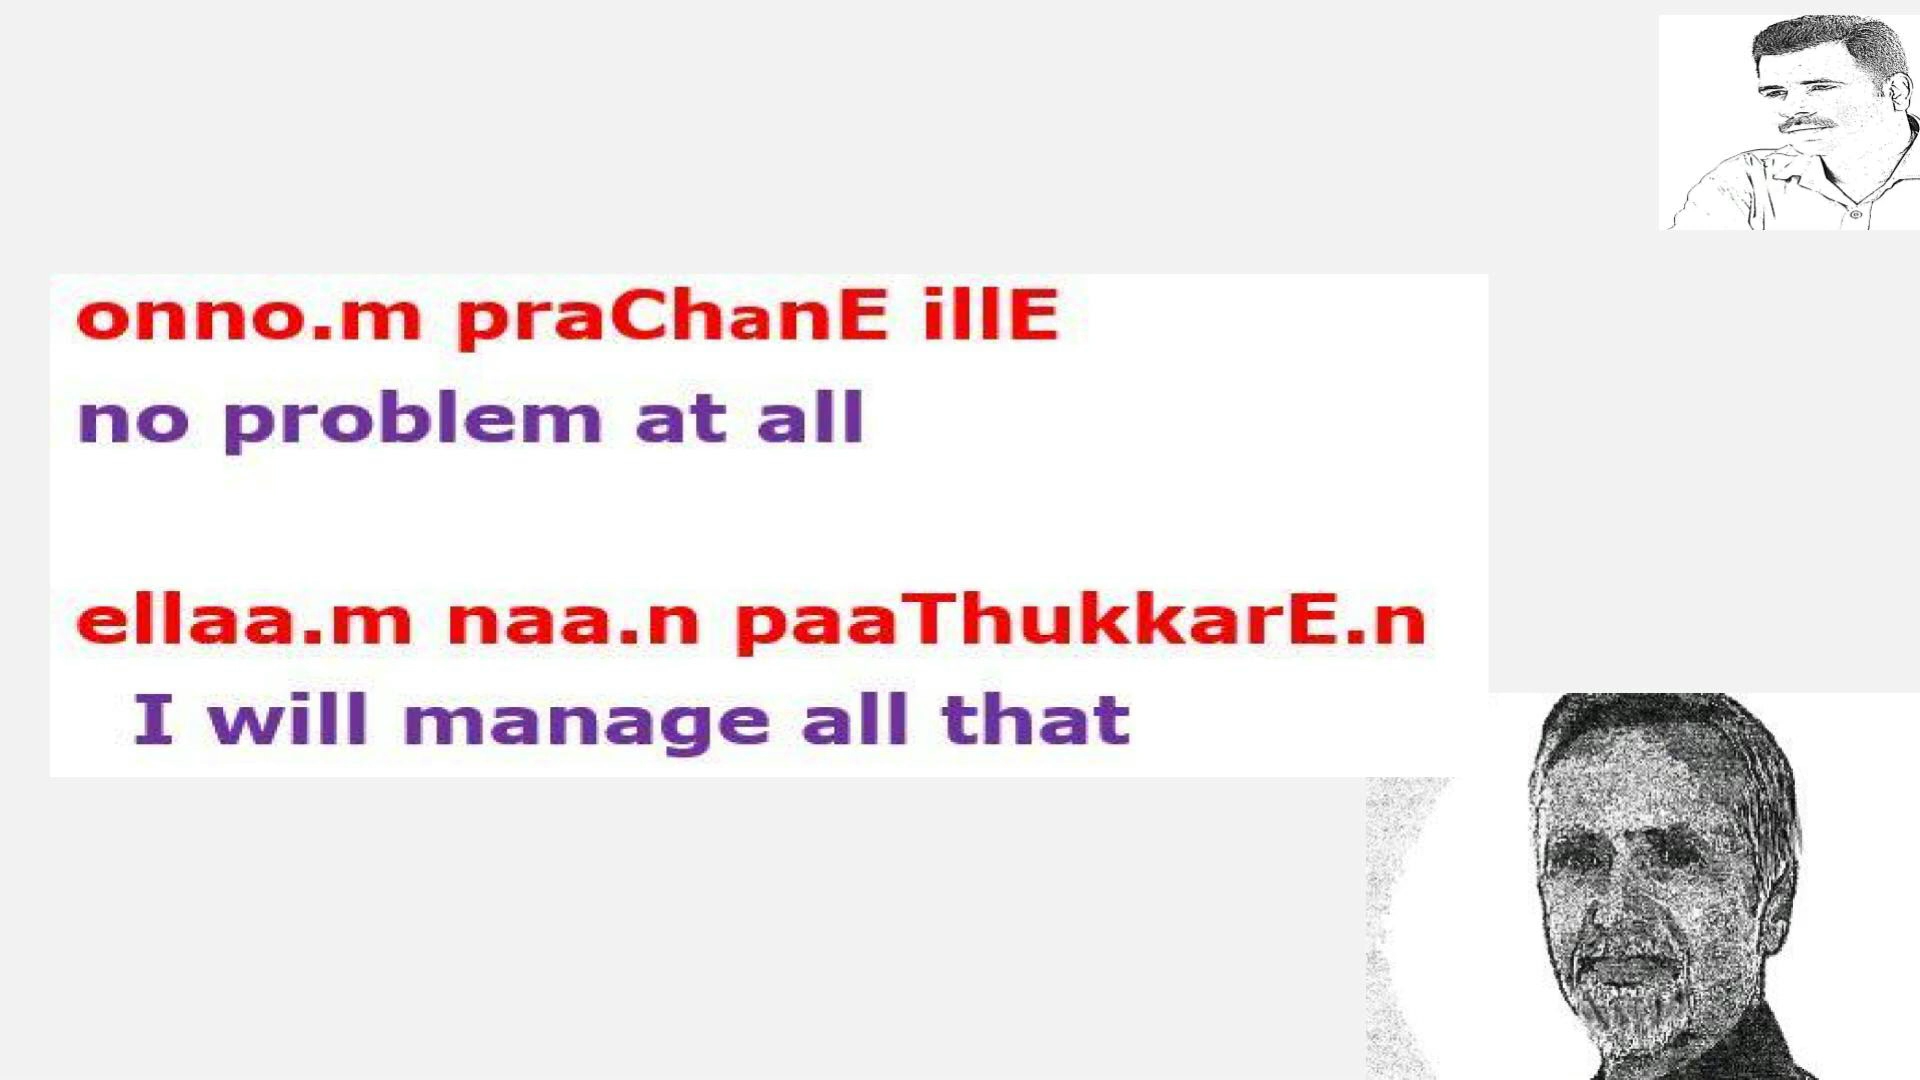 onno.m praChanE illE
no problem at all
ellaa.m naa.n paaThukkarE.n
I will manage all that